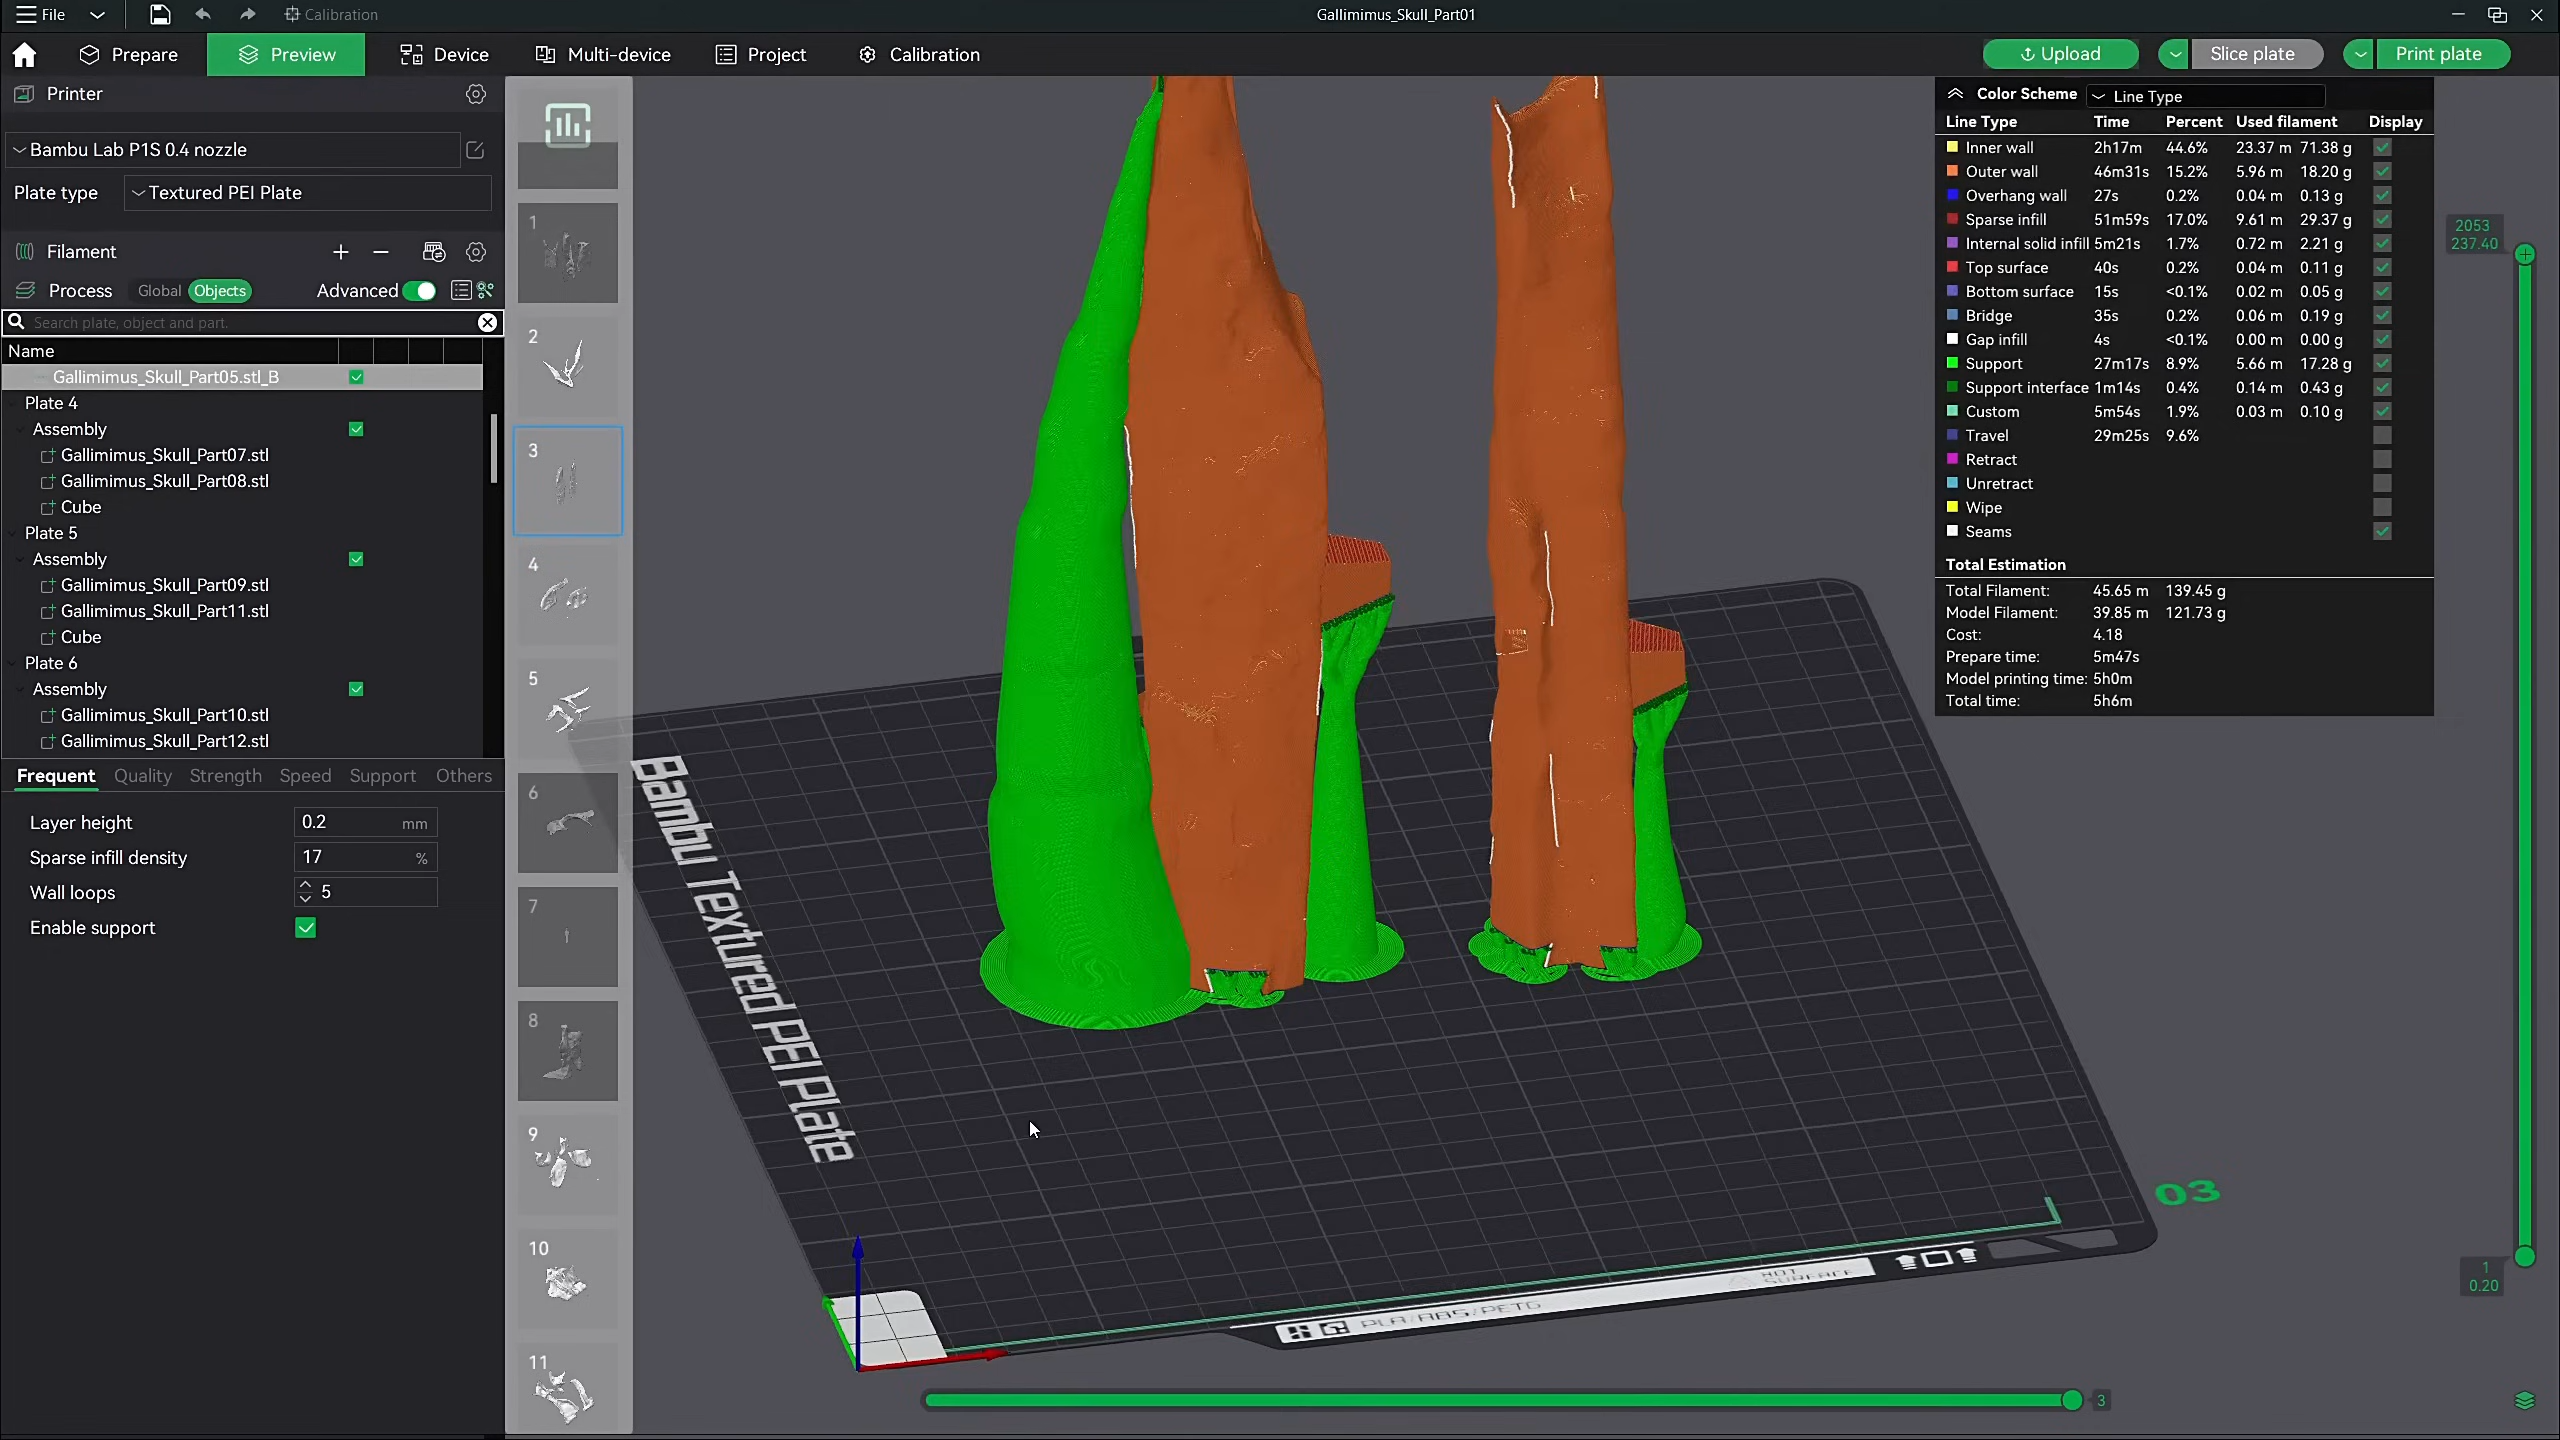 File
Calibration
Gallimimus_Skull_Part01
Prepare
Preview
Device
Multi-device
Project
Calibration
Upload
Slice plate
Print plate
Printer
Bambu Lab P1S 0.4 nozzle
Plate type
Textured PEI Plate
Filament
Process
Global
Objects
Advanced
Search plate, object and part.
Name
Gallimimus_Skull_Part05.stl_B
Plate 4
Assembly
Gallimimus_Skull_Part07.stl
Gallimimus_Skull_Part08.stl
Cube
Plate 5
Assembly
Gallimimus_Skull_Part09.stl
Gallimimus_Skull_Part11.stl
Cube
Plate 6
Assembly
Gallimimus_Skull_Part10.stl
Gallimimus_Skull_Part12.stl
Frequent Quality Strength Speed Support Others
Layer height 0.2 mm
Sparse infill density 17 %
Wall loops 5
Enable support
1
2
3
4
5
6
7
8
9
10
11
Bambu Textured PEI Plate
HOT SURFACE
PLA/ABS/PETG
03
3
Color Scheme Line Type
Line Type Time Percent Used filament Display
Inner wall 2h17m 44.6% 23.37 m 71.38 g
Outer wall 46m31s 15.2% 5.96 m 18.20 g
Overhang wall 27s 0.2% 0.04 m 0.13 g
Sparse infill 51m59s 17.0% 9.61 m 29.37 g
Internal solid infill 5m21s 1.7% 0.72 m 2.21 g
Top surface 40s 0.2% 0.04 m 0.11 g
Bottom surface 15s <0.1% 0.02 m 0.05 g
Bridge 35s 0.2% 0.06 m 0.19 g
Gap infill 4s <0.1% 0.00 m 0.00 g
Support 27m17s 8.9% 5.66 m 17.28 g
Support interface 1m14s 0.4% 0.14 m 0.43 g
Custom 5m54s 1.9% 0.03 m 0.10 g
Travel 29m25s 9.6%
Retract
Unretract
Wipe
Seams
Total Estimation
Total Filament: 45.65 m 139.45 g
Model Filament: 39.85 m 121.73 g
Cost: 4.18
Prepare time: 5m47s
Model printing time: 5h0m
Total time: 5h6m
2053
237.40
1
0.20